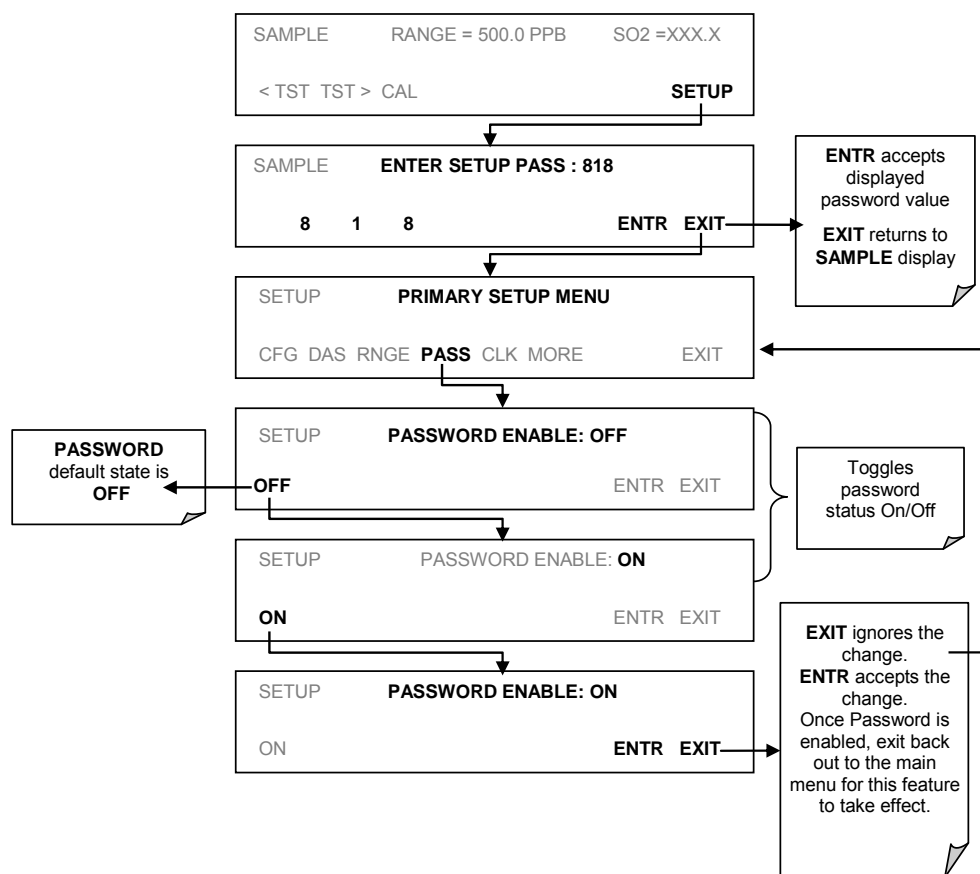 SAMPLE RANGE = 500.0 PPB SO2 =XXX.X
< TST TST > CAL SETUP
SAMPLE ENTER SETUP PASS : 818
8 1 8 ENTR EXIT
ENTR accepts
displayed
password value
EXIT returns to
SAMPLE display
SETUP PRIMARY SETUP MENU
CFG DAS RNGE PASS CLK MORE EXIT
SETUP PASSWORD ENABLE: OFF
OFF ENTR EXIT
PASSWORD
default state is
OFF
Toggles
password
status On/Off
SETUP PASSWORD ENABLE: ON
ON ENTR EXIT
SETUP PASSWORD ENABLE: ON
ON ENTR EXIT
EXIT ignores the
change.
ENTR accepts the
change.
Once Password is
enabled, exit back
out to the main
menu for this feature
to take effect.